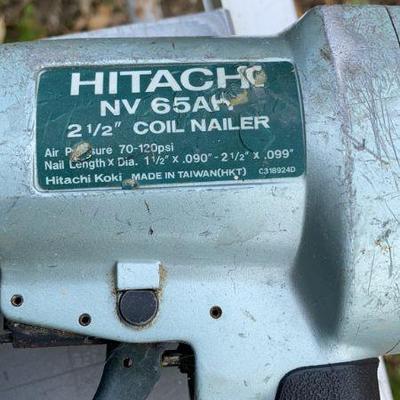 HITACHI
NV 65AH
2 1/2" COIL NAILER
Air Pressure 70-120psi
Nail Length x Dia. 1 1/2" x .090" - 2 1/2" x .099"
Hitachi Koki MADE IN TAIWAN(HKT) C318924D